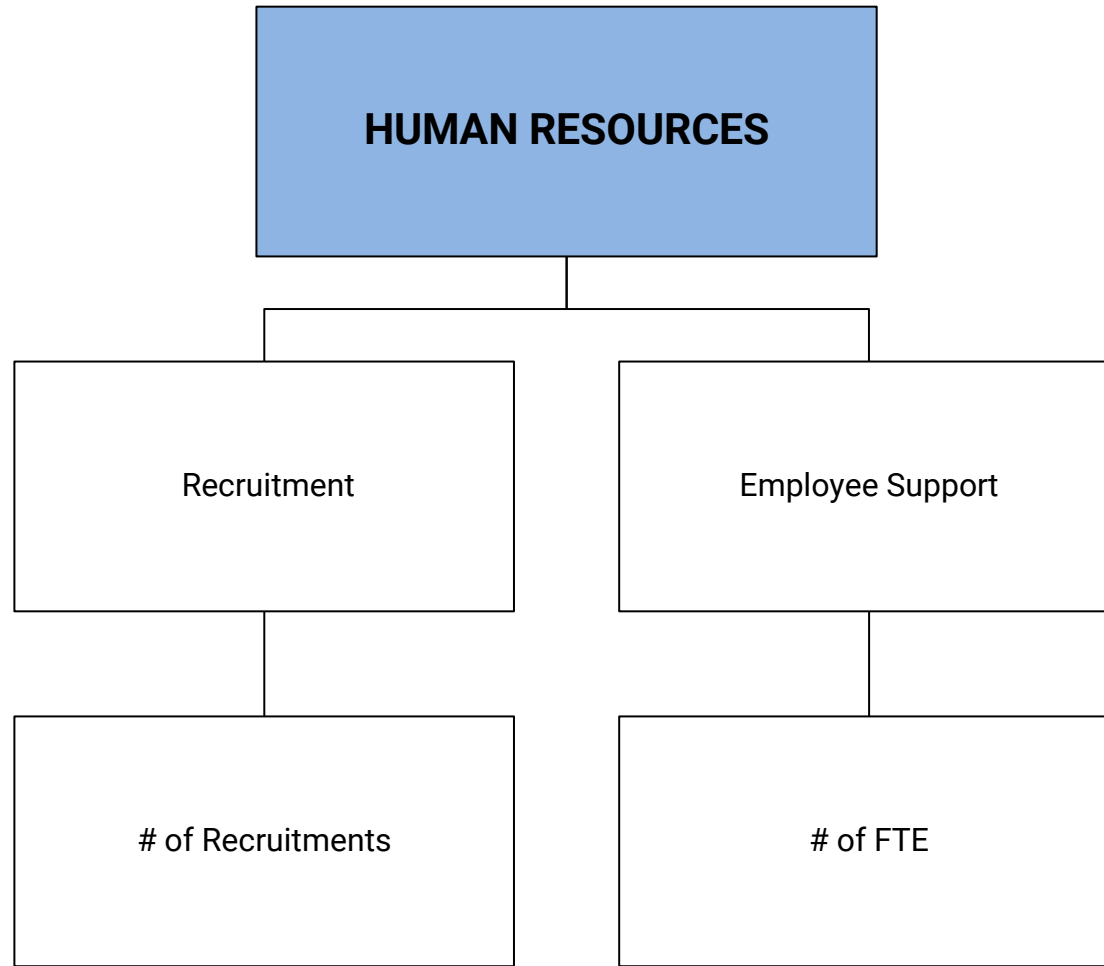 HUMAN RESOURCES
Recruitment
Employee Support
# of Recruitments
# of FTE